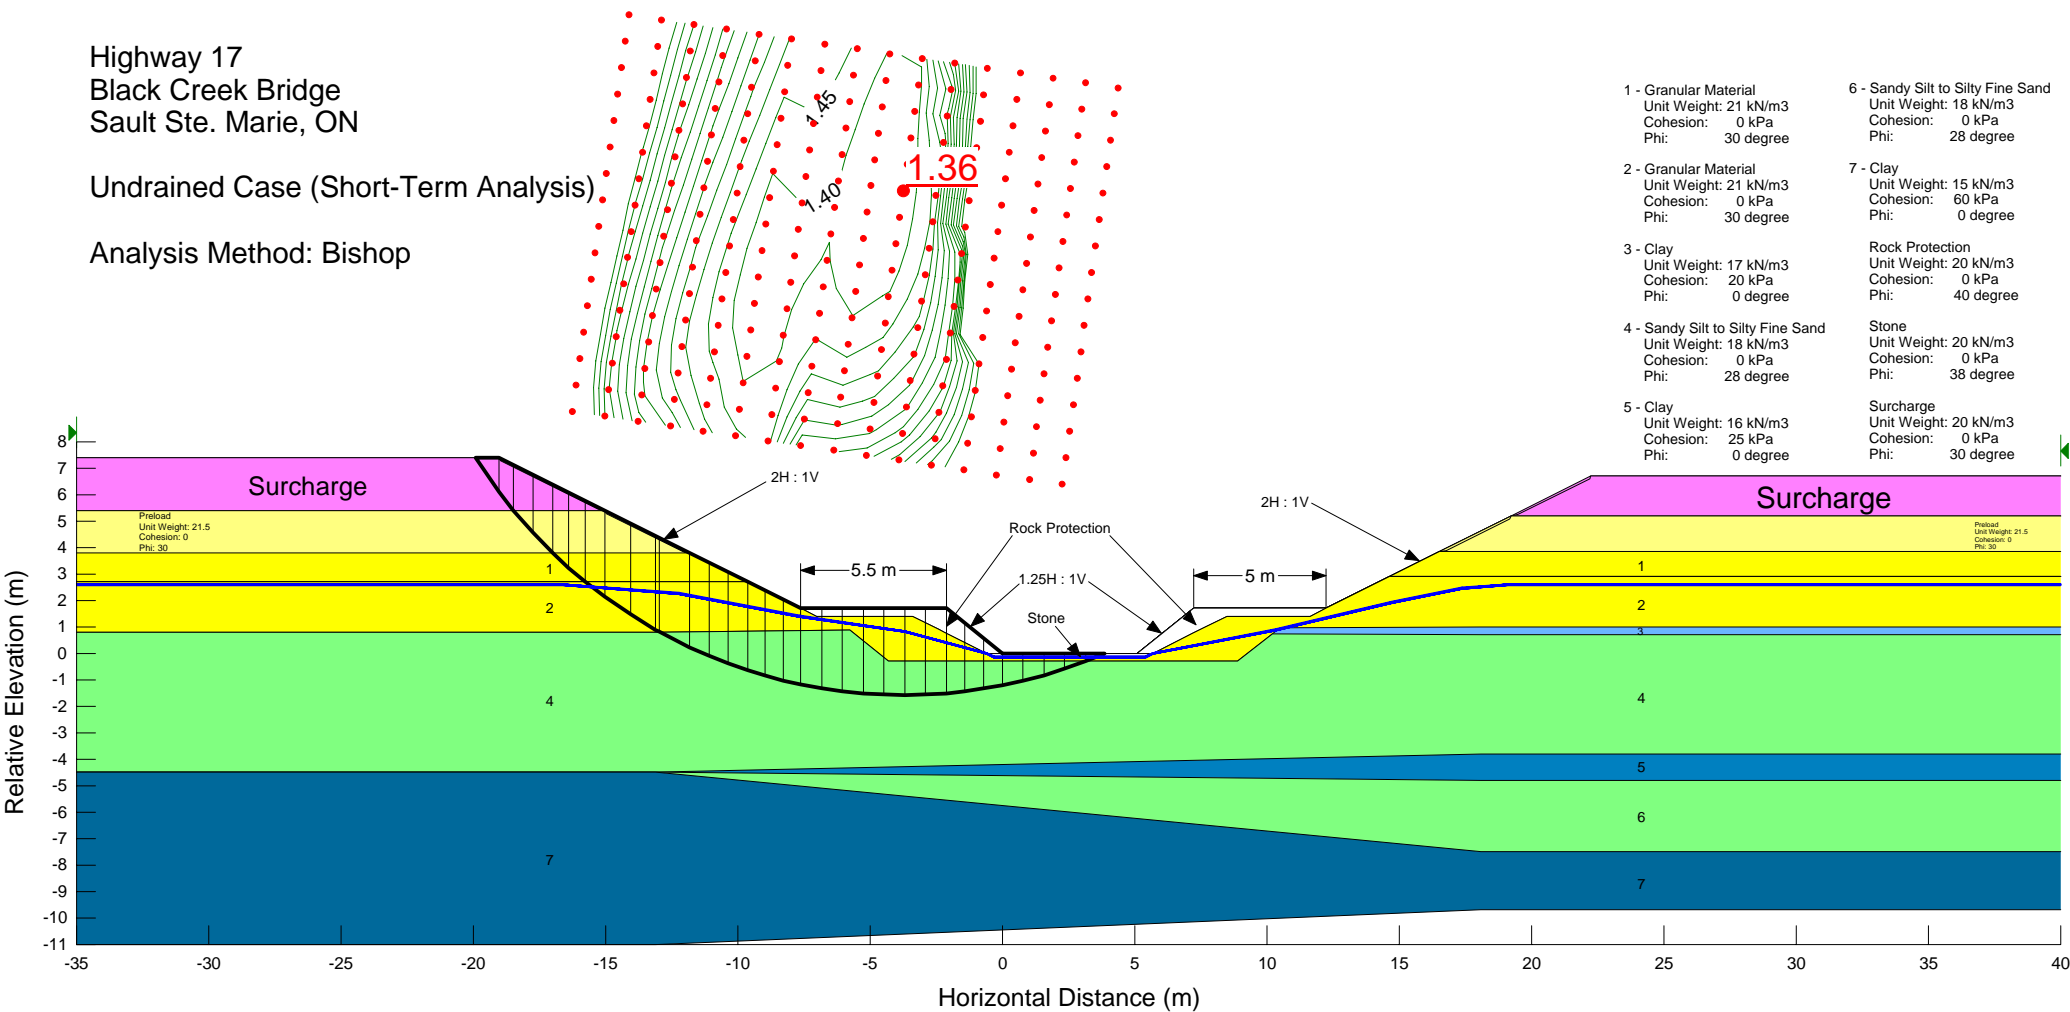 Highway 17
Black Creek Bridge
Sault Ste. Marie, ON
Undrained Case (Short-Term Analysis)
Analysis Method: Bishop
1.45
1.36
1.40
1 - Granular Material
Unit Weight: 21 kN/m3
Cohesion: 0 kPa
Phi: 30 degree
2 - Granular Material
Unit Weight: 21 kN/m3
Cohesion: 0 kPa
Phi: 30 degree
3 - Clay
Unit Weight: 17 kN/m3
Cohesion: 20 kPa
Phi: 0 degree
4 - Sandy Silt to Silty Fine Sand
Unit Weight: 18 kN/m3
Cohesion: 0 kPa
Phi: 28 degree
5 - Clay
Unit Weight: 16 kN/m3
Cohesion: 25 kPa
Phi: 0 degree
6 - Sandy Silt to Silty Fine Sand
Unit Weight: 18 kN/m3
Cohesion: 0 kPa
Phi: 28 degree
7 - Clay
Unit Weight: 15 kN/m3
Cohesion: 60 kPa
Phi: 0 degree
Rock Protection
Unit Weight: 20 kN/m3
Cohesion: 0 kPa
Phi: 40 degree
Stone
Unit Weight: 20 kN/m3
Cohesion: 0 kPa
Phi: 38 degree
Surcharge
Unit Weight: 20 kN/m3
Cohesion: 0 kPa
Phi: 30 degree
Surcharge
Preload
Unit Weight: 21.5
Cohesion: 0
Phi: 30
2H : 1V
Rock Protection
5.5 m
1.25H : 1V
Stone
5 m
2H : 1V
Surcharge
Preload
Unit Weight: 21.5
Cohesion: 0
Phi: 30
1
2
4
7
1
2
3
4
5
6
7
Relative Elevation (m)
8
7
6
5
4
3
2
1
0
-1
-2
-3
-4
-5
-6
-7
-8
-9
-10
-11
-35 -30 -25 -20 -15 -10 -5 0 5 10 15 20 25 30 35 40
Horizontal Distance (m)